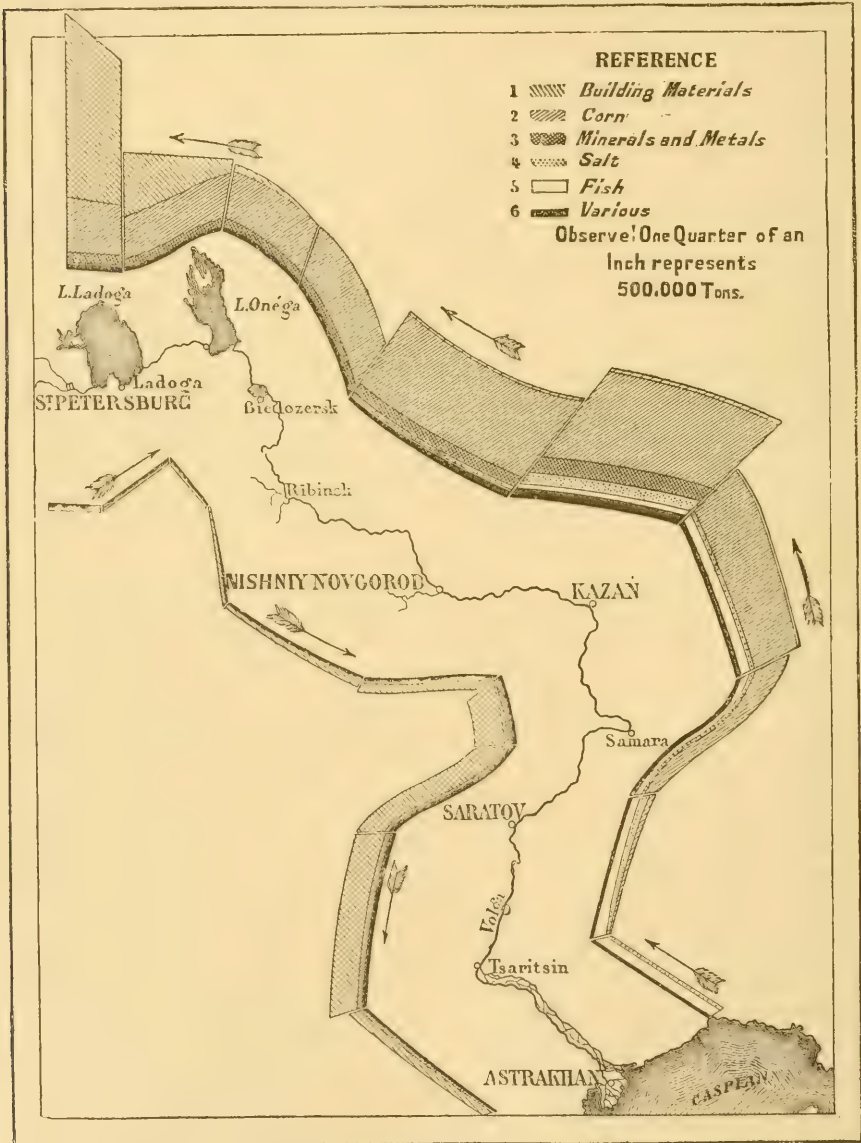 REFERENCE
1 Building Materials
2 Corn
3 Minerals and Metals
4 Salt
5 Fish
6 Various
Observe! One Quarter of an
Inch represents
500.000 Tons.
L. Ladoga
L. Onéga
Ladoga
ST. PETERSBURG
Bielozersk
Ribinsk
NISHNIY NOVGOROD
KAZAŃ
Samara
SARATOV
Volga
Tsaritsin
ASTRAKHAN
CASPIAN